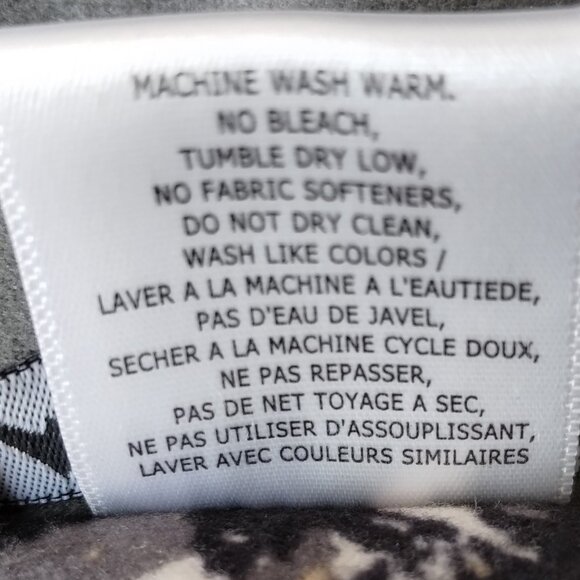 MACHINE WASH WARM.
NO BLEACH,
TUMBLE DRY LOW,
NO FABRIC SOFTENERS,
DO NOT DRY CLEAN,
WASH LIKE COLORS /
LAVER A LA MACHINE A L'EAUTIEDE,
PAS D'EAU DE JAVEL,
SECHER A LA MACHINE CYCLE DOUX,
NE PAS REPASSER,
PAS DE NET TOYAGE A SEC,
NE PAS UTILISER D'ASSOUPLISSANT,
LAVER AVEC COULEURS SIMILAIRES